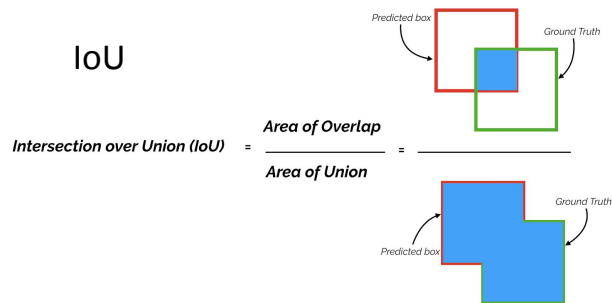 IoU
Predicted box
Ground Truth
Intersection over Union (IoU) = Area of Overlap =
Area of Union
Ground Truth
Predicted box